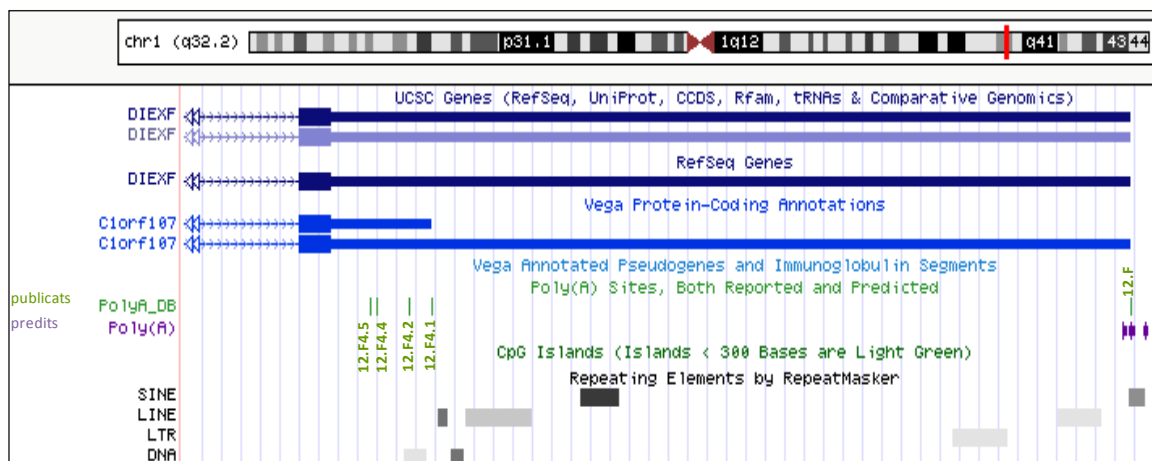 chr1 (q32.2) p31.1 1q12 q41 43 44
UCSC Genes (RefSeq, UniProt, CCDS, Rfam, tRNAs & Comparative Genomics)
DIEXF
DIEXF
RefSeq Genes
DIEXF
Vega Protein-Coding Annotations
C1orf107
C1orf107
Vega Annotated Pseudogenes and Immunoglobulin Segments
Poly(A) Sites, Both Reported and Predicted
publicats PolyA_DB
predits Poly(A)
12.F4.5
12.F4.4
12.F4.2
12.F4.1
12.F
CpG Islands (Islands < 300 Bases are Light Green)
Repeating Elements by RepeatMasker
SINE
LINE
LTR
DNA